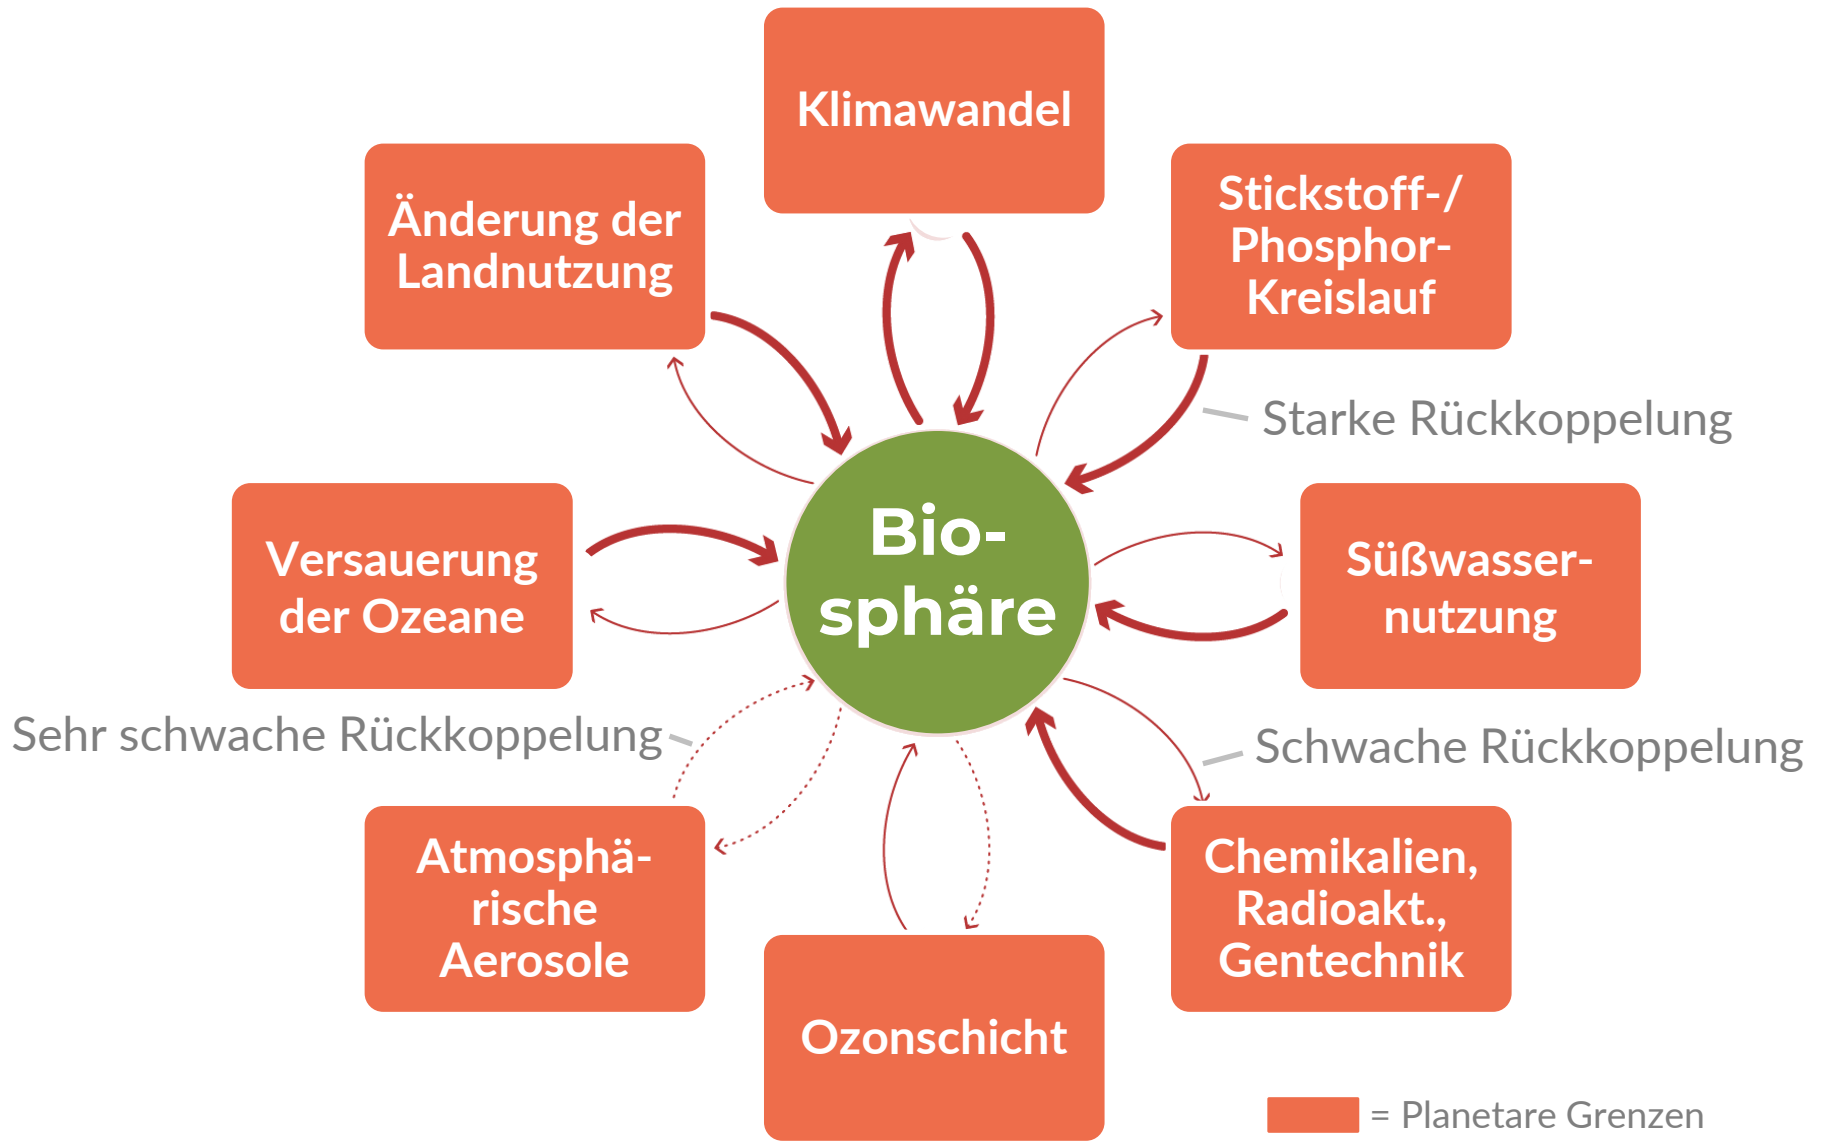 Klimawandel
Änderung der
Landnutzung
Stickstoff-/
Phosphor-
Kreislauf
Starke Rückkoppelung
Versauerung
der Ozeane
Bio-
sphäre
Süßwasser-
nutzung
Sehr schwache Rückkoppelung
Schwache Rückkoppelung
Atmosphä-
rische
Aerosole
Chemikalien,
Radioakt.,
Gentechnik
Ozonschicht
= Planetare Grenzen